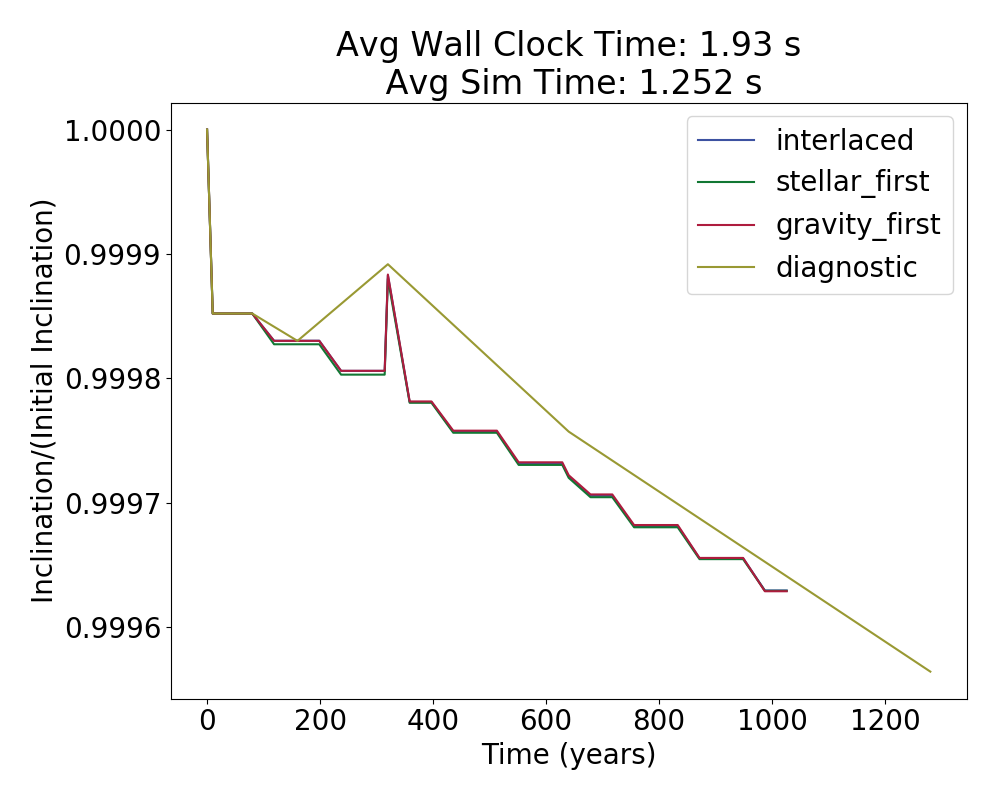 Avg Wall Clock Time: 1.93 s
Avg Sim Time: 1.252 s
1.0000
0.9999
0.9998
0.9997
0.9996
Inclination/(Initial Inclination)
interlaced
stellar_first
gravity_first
diagnostic
0 200 400 600 800 1000 1200
Time (years)